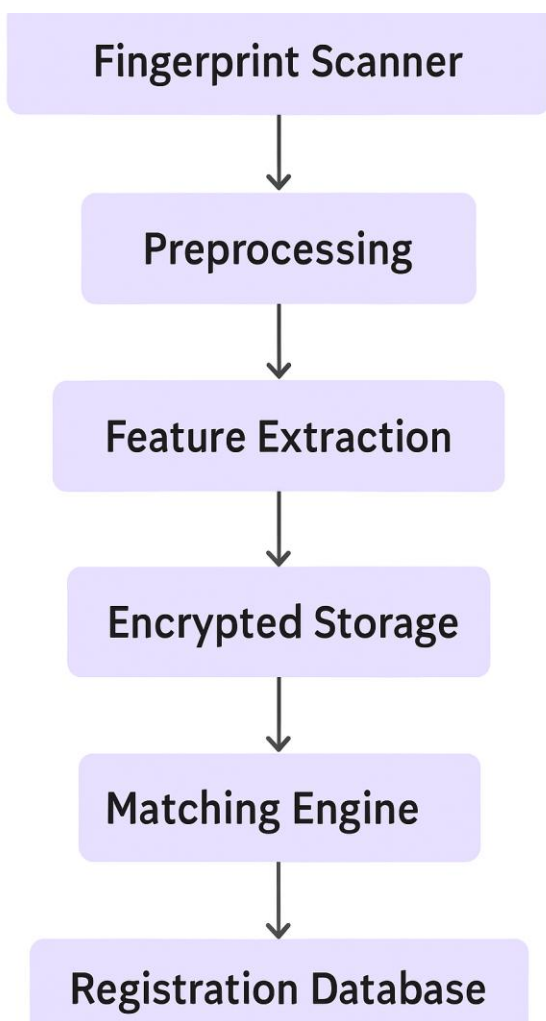 Fingerprint Scanner
Preprocessing
Feature Extraction
Encrypted Storage
Matching Engine
Registration Database